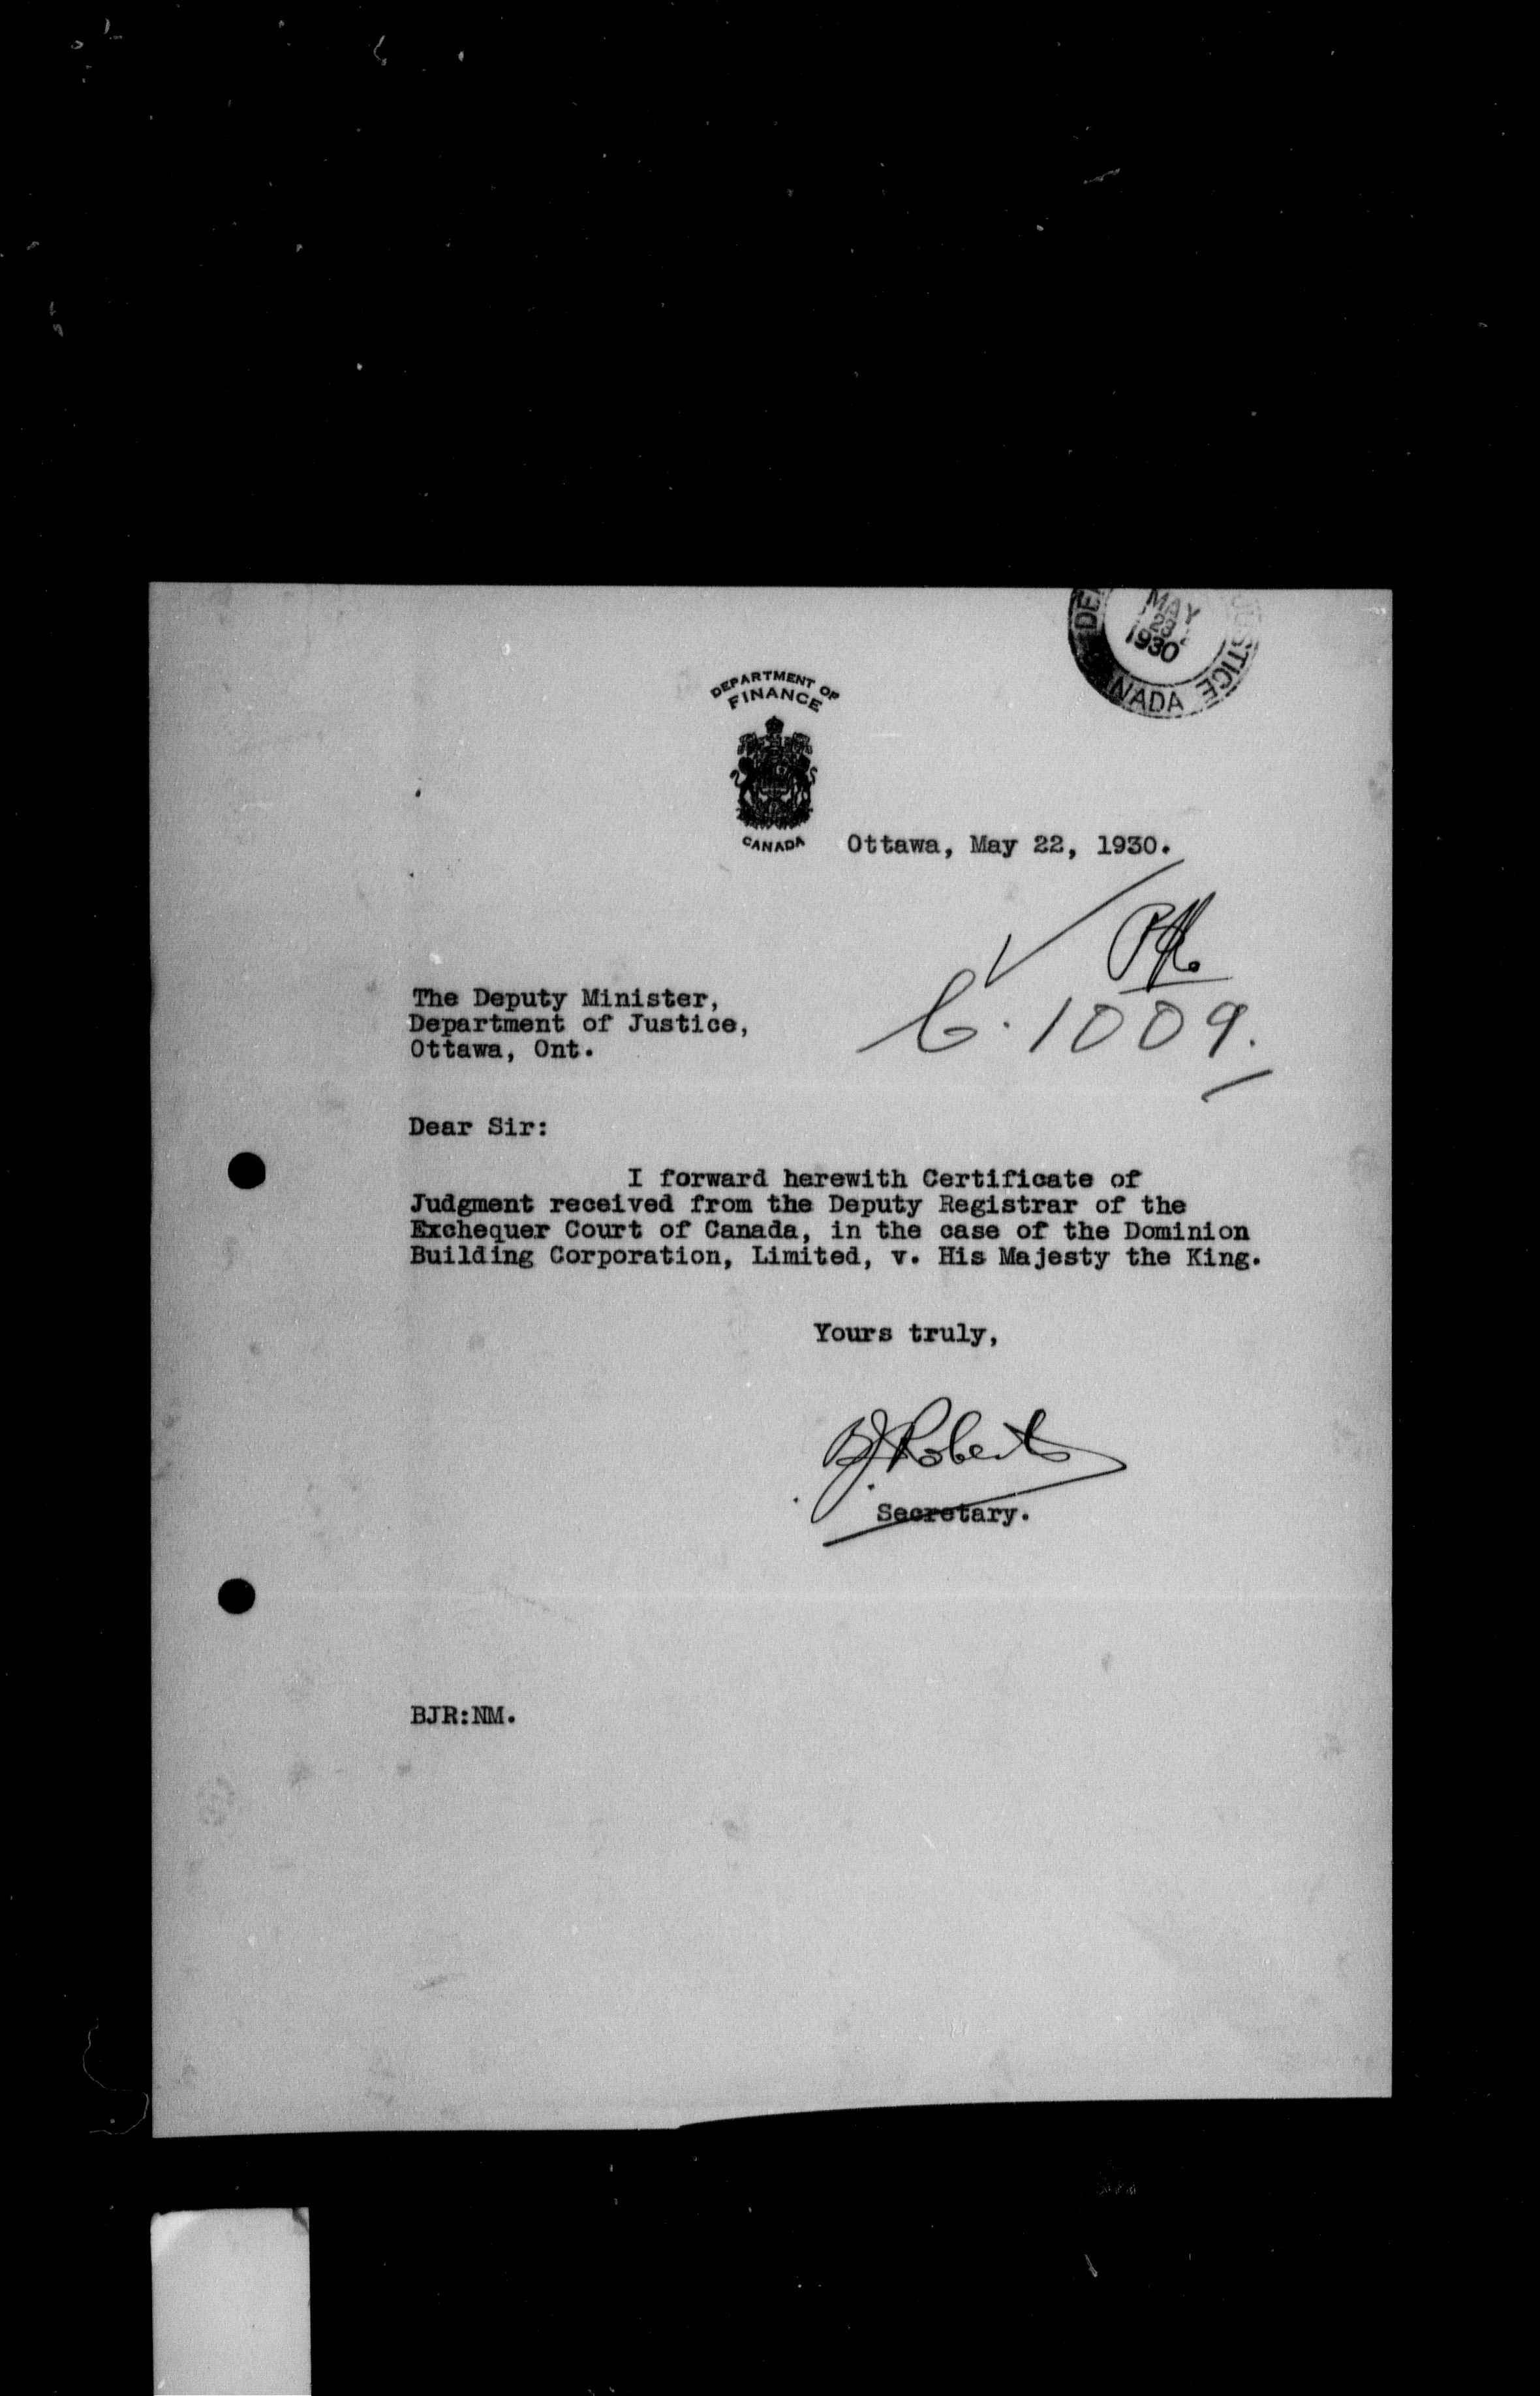 MAY
23
1930
JUSTICE
NADA
DEPARTMENT OF
FINANCE
CANADA
Ottawa, May 22, 1930.
1009.
The Deputy Minister,
Department of Justice,
Ottawa, Ont.
Dear Sir:
I forward herewith Certificate of
Judgment received from the Deputy Registrar of the
Exchequer Court of Canada, in the case of the Dominion
Building Corporation, Limited, v. His Majesty the King.
Yours truly,
B.J. Roberts
Secretary.
BJR:NM.